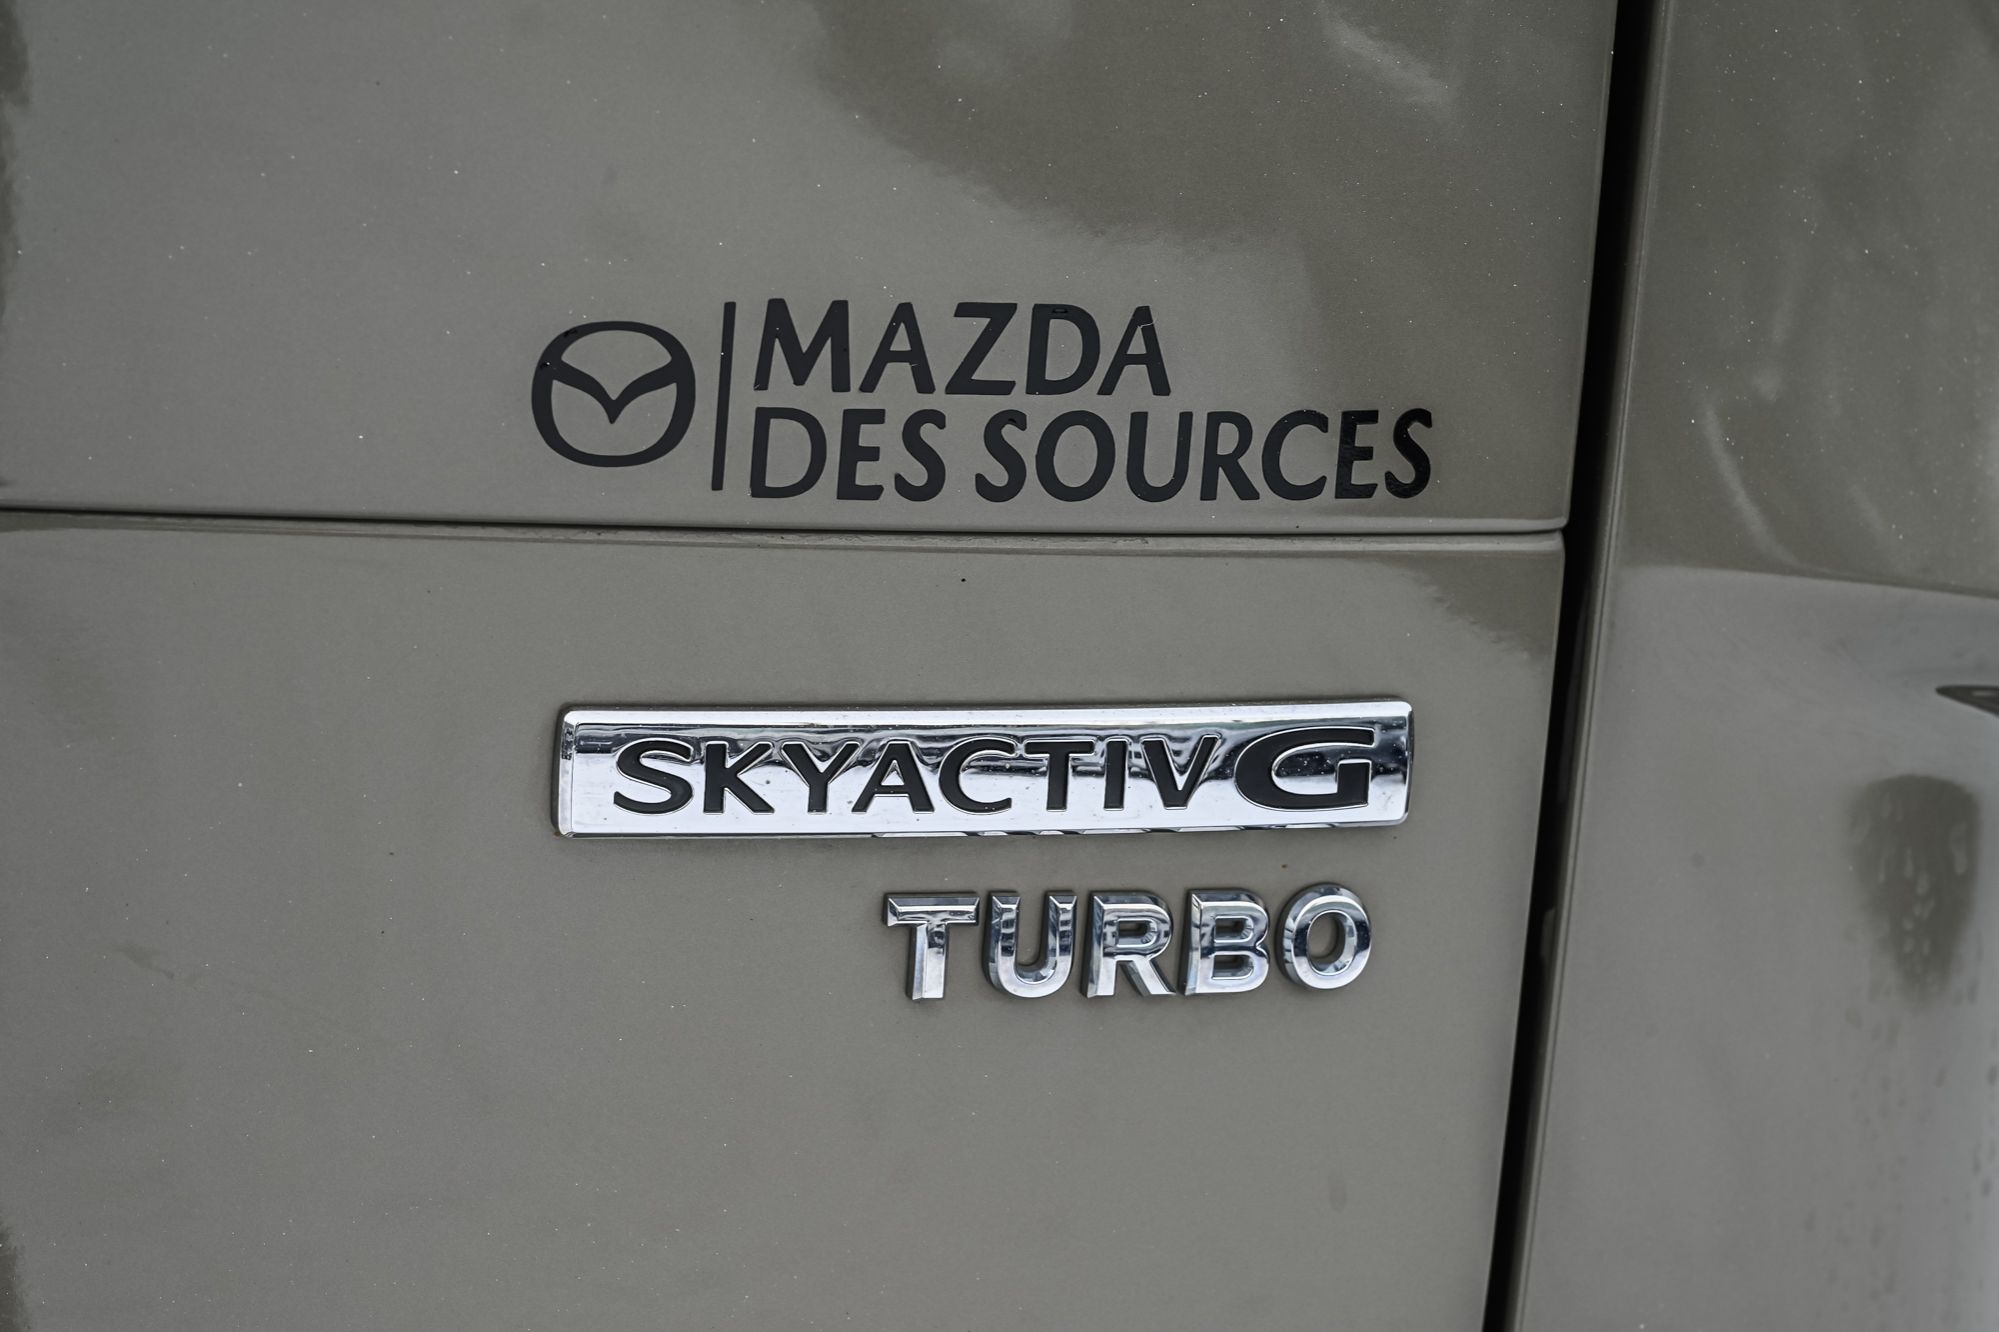 MAZDA
DES SOURCES
SKYACTIV G
TURBO